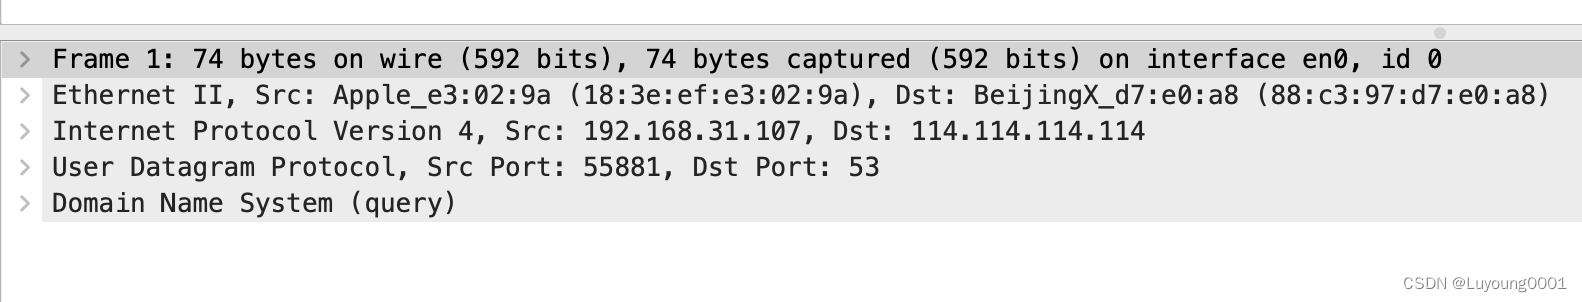 Frame 1: 74 bytes on wire (592 bits), 74 bytes captured (592 bits) on interface en0, id 0
Ethernet II, Src: Apple_e3:02:9a (18:3e:ef:e3:02:9a), Dst: BeijingX_d7:e0:a8 (88:c3:97:d7:e0:a8)
Internet Protocol Version 4, Src: 192.168.31.107, Dst: 114.114.114.114
User Datagram Protocol, Src Port: 55881, Dst Port: 53
Domain Name System (query)
CSDN @Luyoung0001